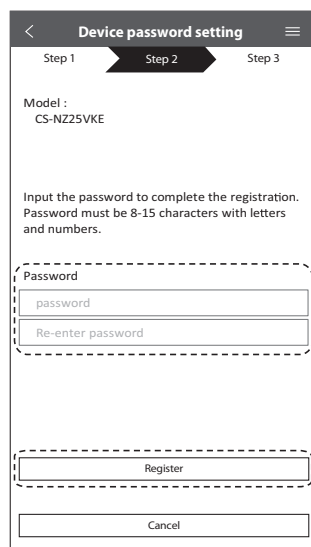 Device password setting
Step 1 Step 2 Step 3
Model :
CS-NZ25VKE
Input the password to complete the registration.
Password must be 8-15 characters with letters
and numbers.
Password
password
Re-enter password
Register
Cancel